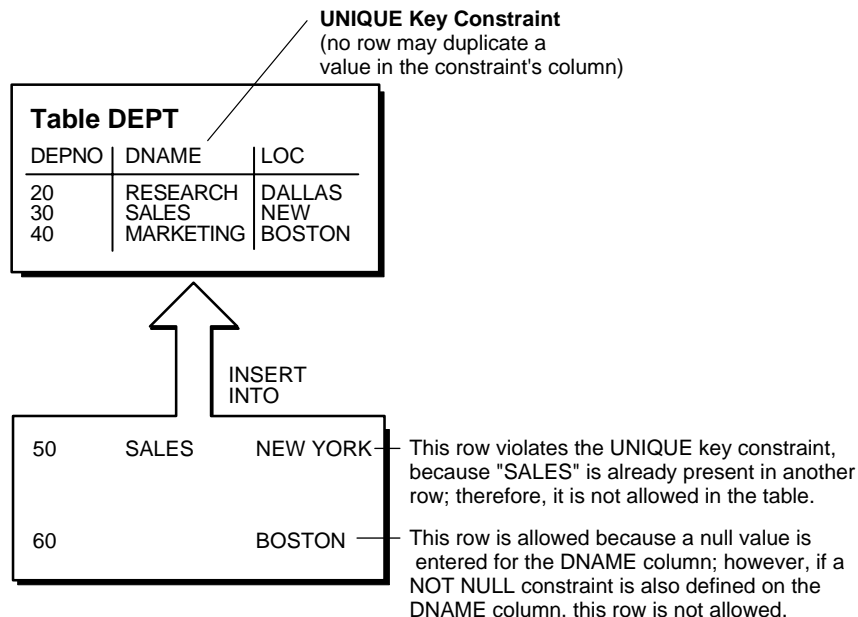 UNIQUE Key Constraint
(no row may duplicate a
value in the constraint's column)
Table DEPT
DEPNO DNAME LOC
20 RESEARCH DALLAS
30 SALES NEW
40 MARKETING BOSTON
INSERT
INTO
50 SALES NEW YORK
This row violates the UNIQUE key constraint,
because "SALES" is already present in another
row; therefore, it is not allowed in the table.
60 BOSTON
This row is allowed because a null value is
entered for the DNAME column; however, if a
NOT NULL constraint is also defined on the
DNAME column, this row is not allowed.